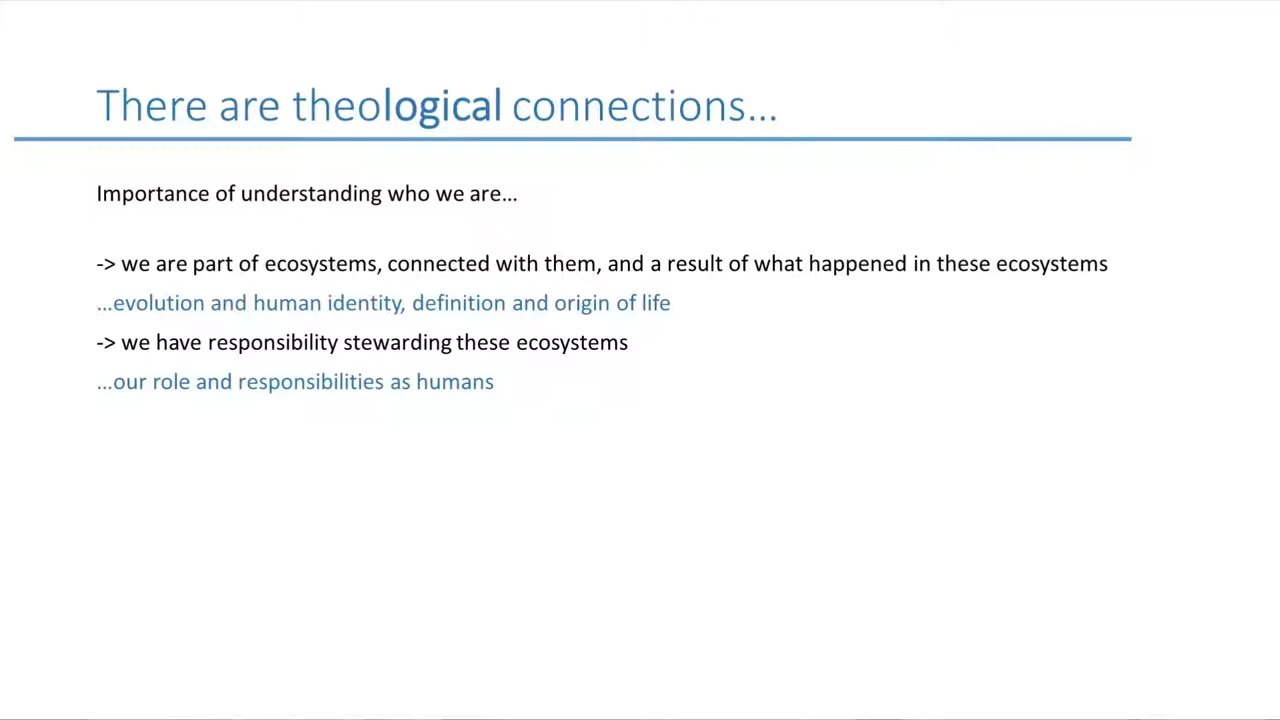 There are theological connections...
Importance of understanding who we are...
-> we are part of ecosystems, connected with them, and a result of what happened in these ecosystems
...evolution and human identity, definition and origin of life
-> we have responsibility stewarding these ecosystems
...our role and responsibilities as humans